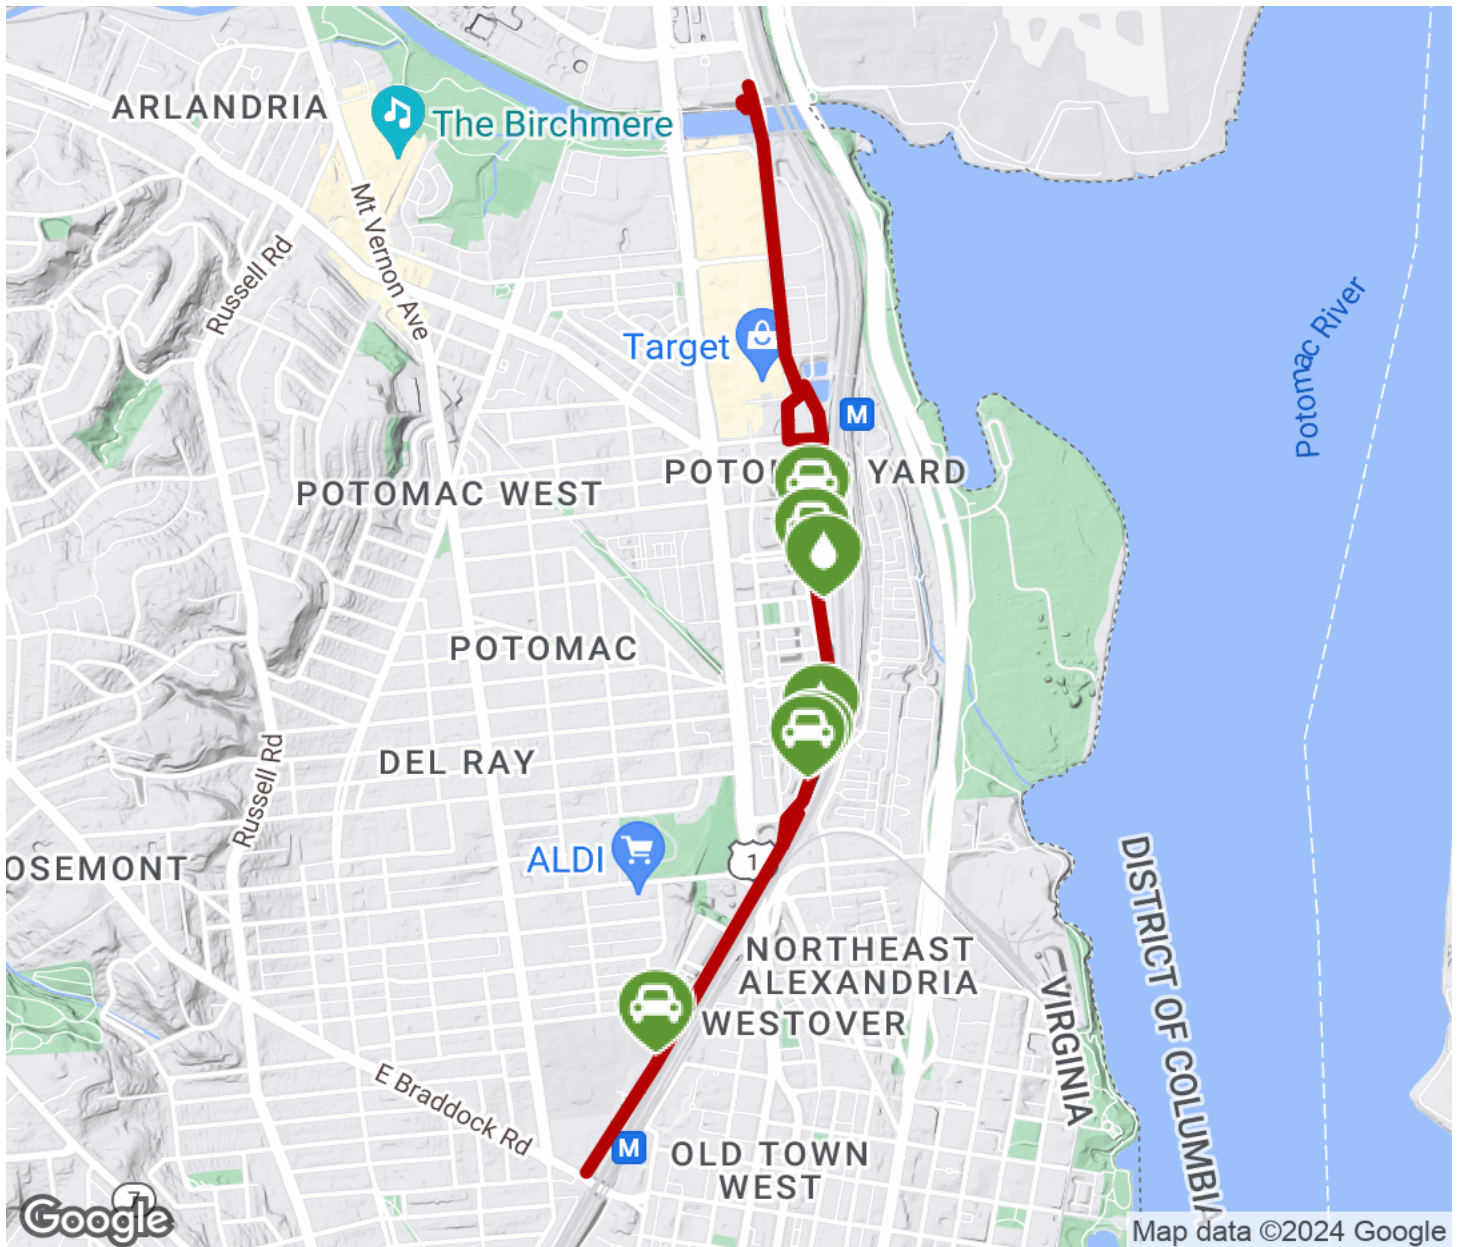 ARLANDRIA
The Birchmere
Mt Vernon Ave
Russell Rd
Potomac River
Target
M
YARD
POTOMAC WEST
POTOMAC
DEL RAY
Russell Rd
ALDI
1
OSEMONT
DISTRICT OF COLUMBIA
VIRGINIA
NORTHEAST
ALEXANDRIA
WESTOVER
E Braddock Rd
M
OLD TOWN
WEST
7
Google
Map data ©2024 Google